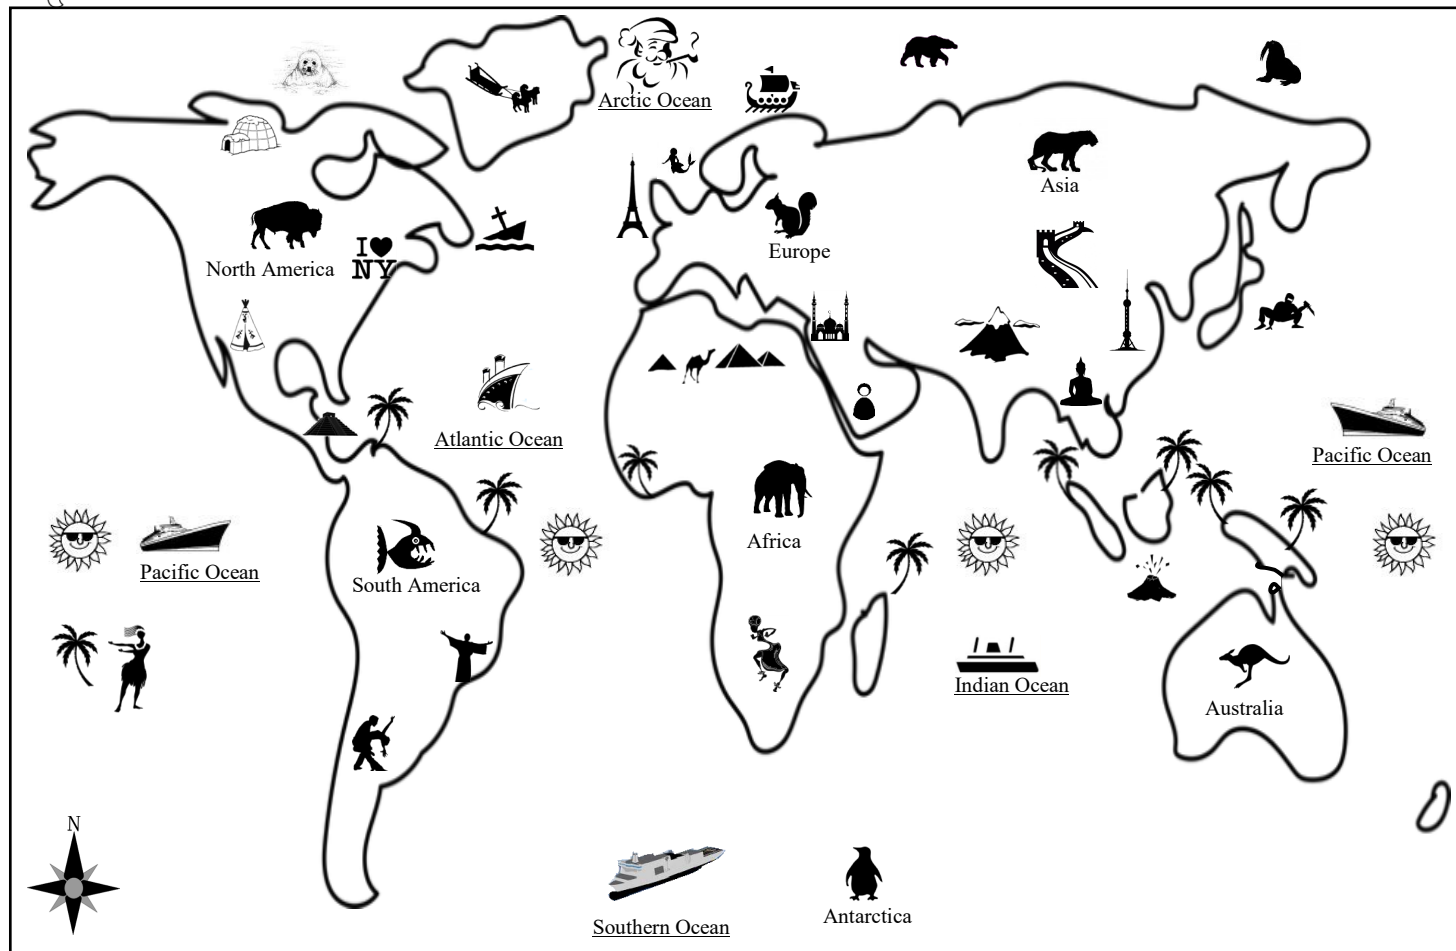 Arctic Ocean
Asia
Europe
North America
I♥
NY
Atlantic Ocean
Pacific Ocean
Africa
Pacific Ocean
South America
Indian Ocean
Australia
N
Antarctica
Southern Ocean